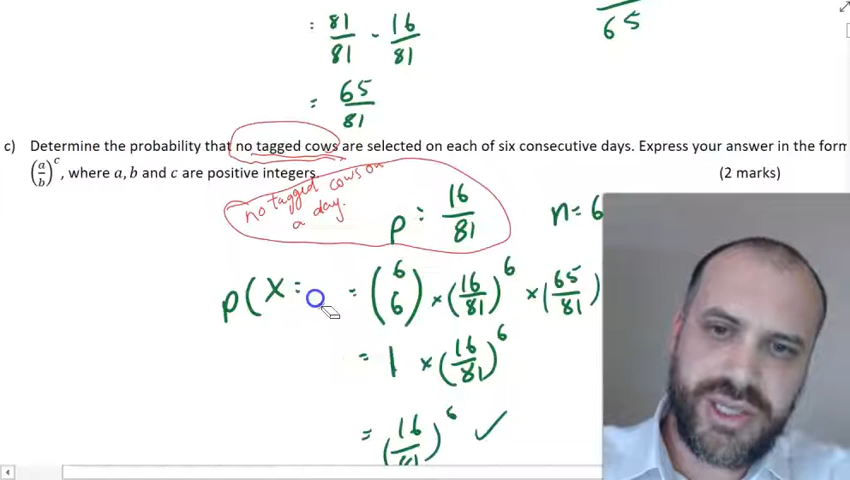 : 81/81 - 16/81
65
= 65/81
c) Determine the probability that no tagged cows are selected on each of six consecutive days. Express your answer in the form
(a/b)^c, where a, b and c are positive integers. (2 marks)
no tagged cows on
a day.
p: 16/81 n=6
p(X: = (6 6) × (16/81)^6 × (65/81)
= 1 × (16/81)^6
= (16/81)^6 ✓